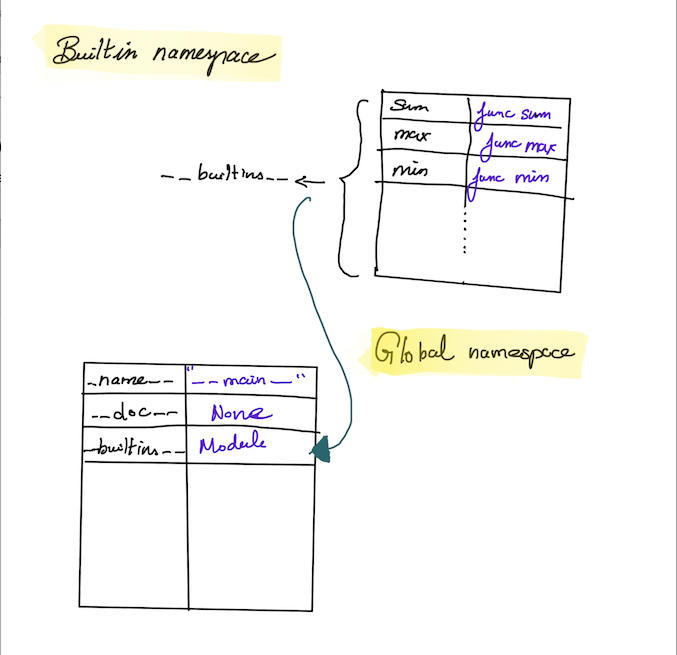 Builtin namespace
sum func sum
max func max
__builtins__ min func min
Global namespace
_name__ "__main__"
__doc__ None
__builtins__ Module